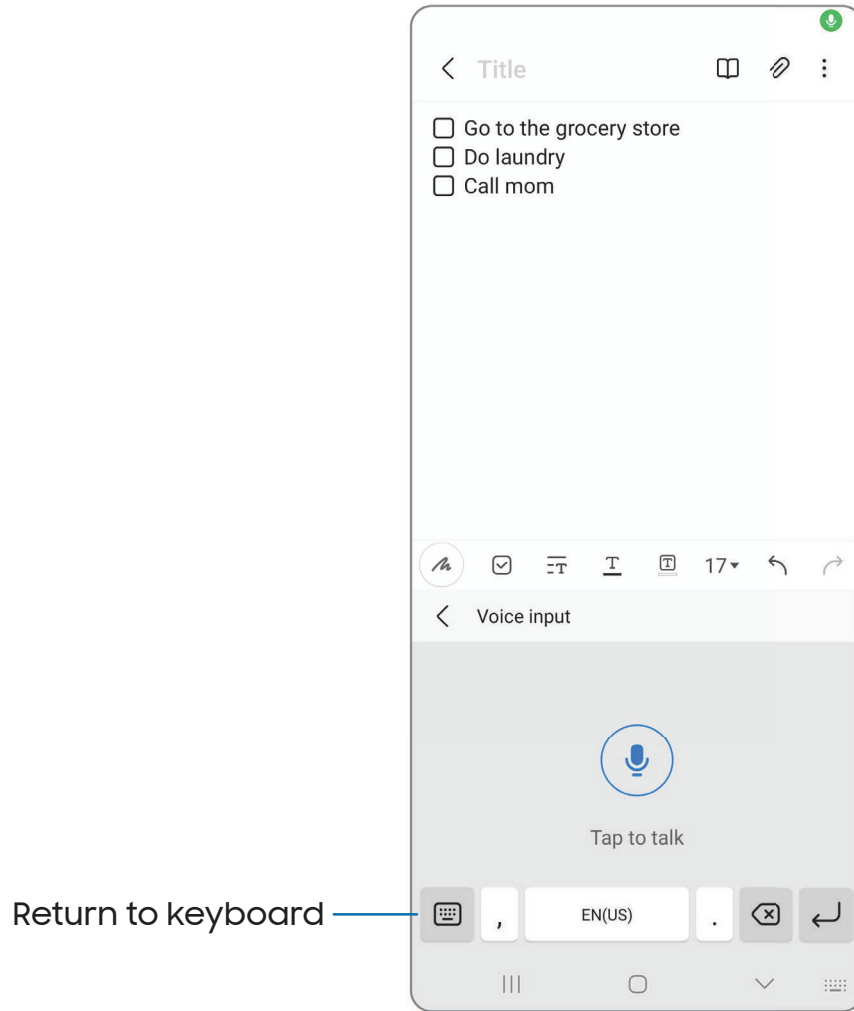 Title
Go to the grocery store
Do laundry
Call mom
17
Voice input
Tap to talk
Return to keyboard
, EN(US) .